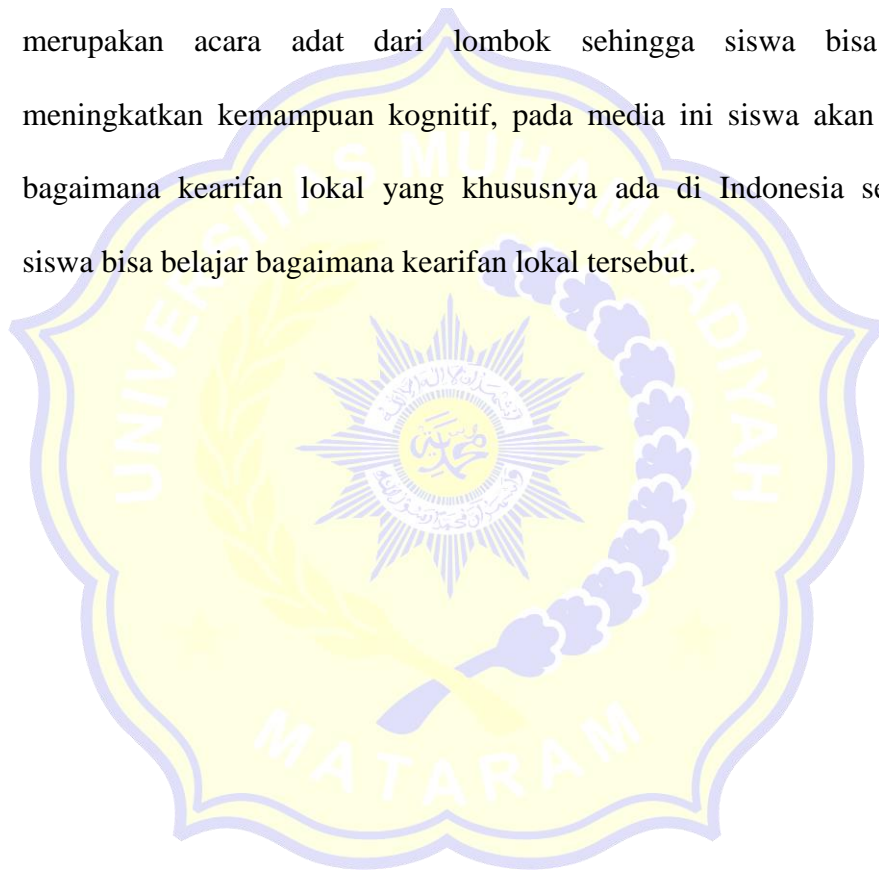 merupakan acara adat dari lombok sehingga siswa bisa
meningkatkan kemampuan kognitif, pada media ini siswa akan
bagaimana kearifan lokal yang khususnya ada di Indonesia se
siswa bisa belajar bagaimana kearifan lokal tersebut.
UNIVERSITAS MUHAMMADIYAH
MATARAM